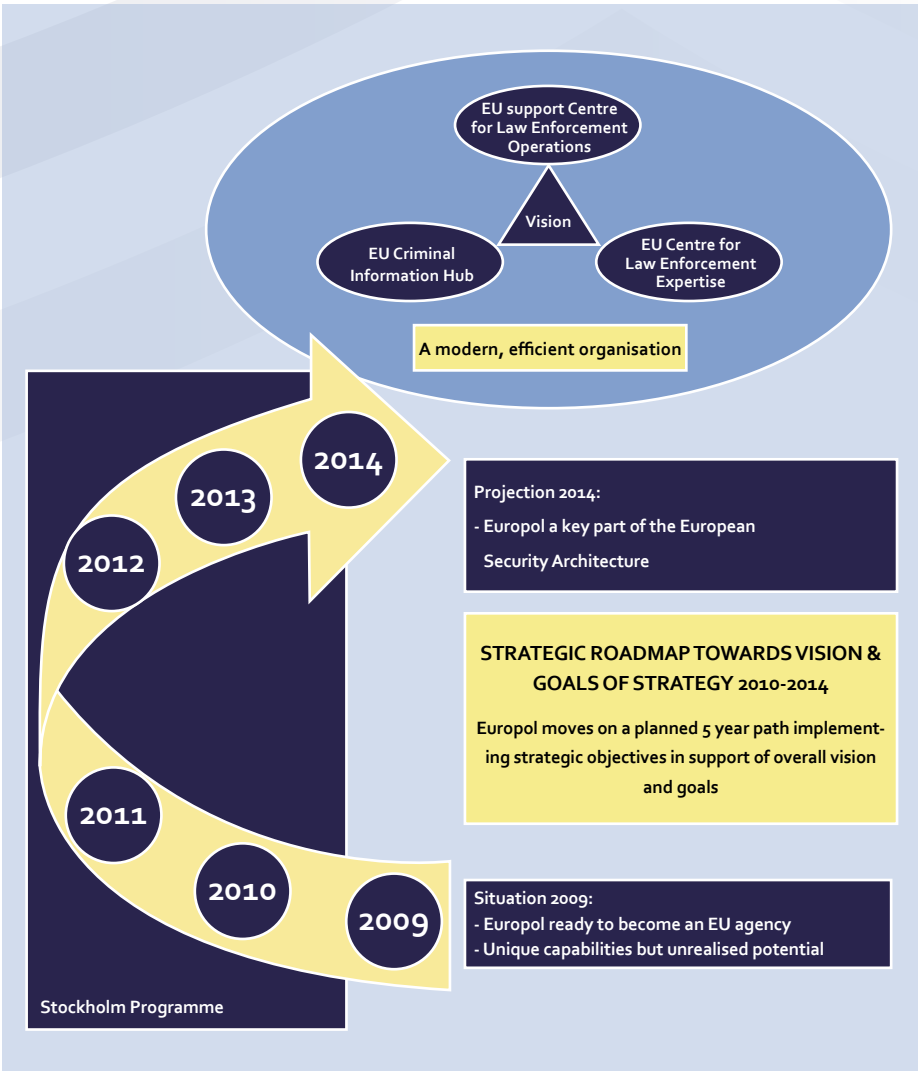 EU support Centre
for Law Enforcement
Operations
Vision
EU Criminal
Information Hub
EU Centre for
Law Enforcement
Expertise
A modern, efficient organisation
2014
2013
2012
2011
2010
2009
Projection 2014:
- Europol a key part of the European
Security Architecture
STRATEGIC ROADMAP TOWARDS VISION &
GOALS OF STRATEGY 2010-2014
Europol moves on a planned 5 year path implement-
ing strategic objectives in support of overall vision
and goals
Situation 2009:
- Europol ready to become an EU agency
- Unique capabilities but unrealised potential
Stockholm Programme